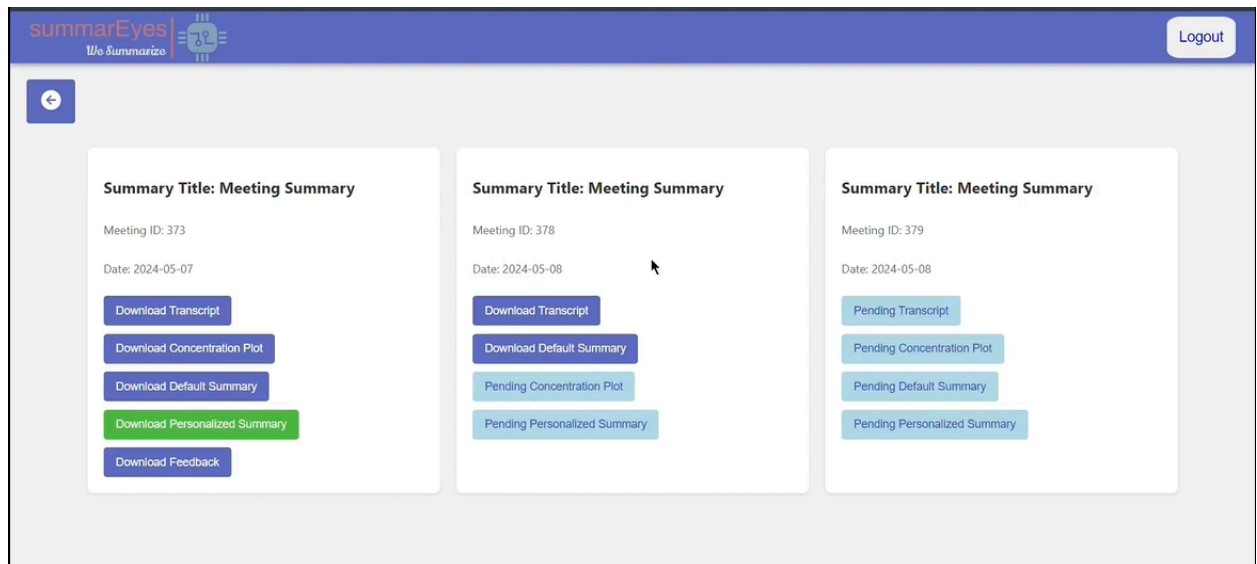 summarEyes
We Summarize
Logout
Summary Title: Meeting Summary
Meeting ID: 373
Date: 2024-05-07
Download Transcript
Download Concentration Plot
Download Default Summary
Download Personalized Summary
Download Feedback
Summary Title: Meeting Summary
Meeting ID: 378
Date: 2024-05-08
Download Transcript
Download Default Summary
Pending Concentration Plot
Pending Personalized Summary
Summary Title: Meeting Summary
Meeting ID: 379
Date: 2024-05-08
Pending Transcript
Pending Concentration Plot
Pending Default Summary
Pending Personalized Summary